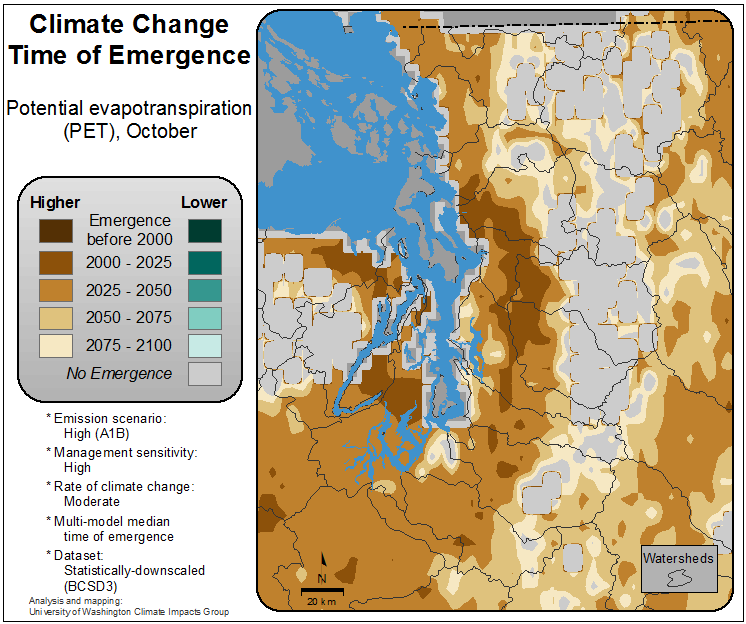 Climate Change
Time of Emergence
Potential evapotranspiration
(PET), October
Higher
Lower
Emergence
before 2000
2000 - 2025
2025 - 2050
2050 - 2075
2075 - 2100
No Emergence
* Emission scenario:
High (A1B)
* Management sensitivity:
High
* Rate of climate change:
Moderate
* Multi-model median
time of emergence
* Dataset:
Statistically-downscaled
(BCSD3)
Analysis and mapping:
University of Washington Climate Impacts Group
N
20 km
Watersheds